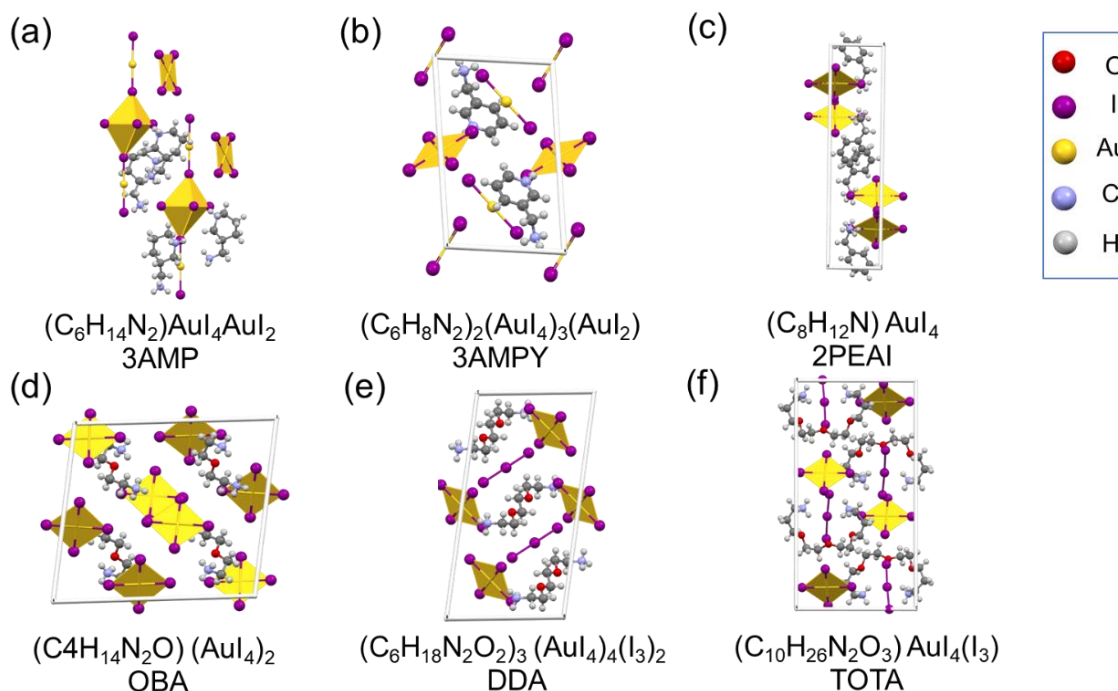 (a)
(b)
(c)
O
I
Au
C
H
(C₆H₁₄N₂)AuI₄AuI₂
3AMP
(C₆H₈N₂)₂(AuI₄)₃(AuI₂)
3AMPY
(C₈H₁₂N) AuI₄
2PEAI
(d)
(e)
(f)
(C4H₁₄N₂O) (AuI₄)₂
OBA
(C₆H₁₈N₂O₂)₃ (AuI₄)₄(I₃)₂
DDA
(C₁₀H₂₆N₂O₃) AuI₄(I₃)
TOTA